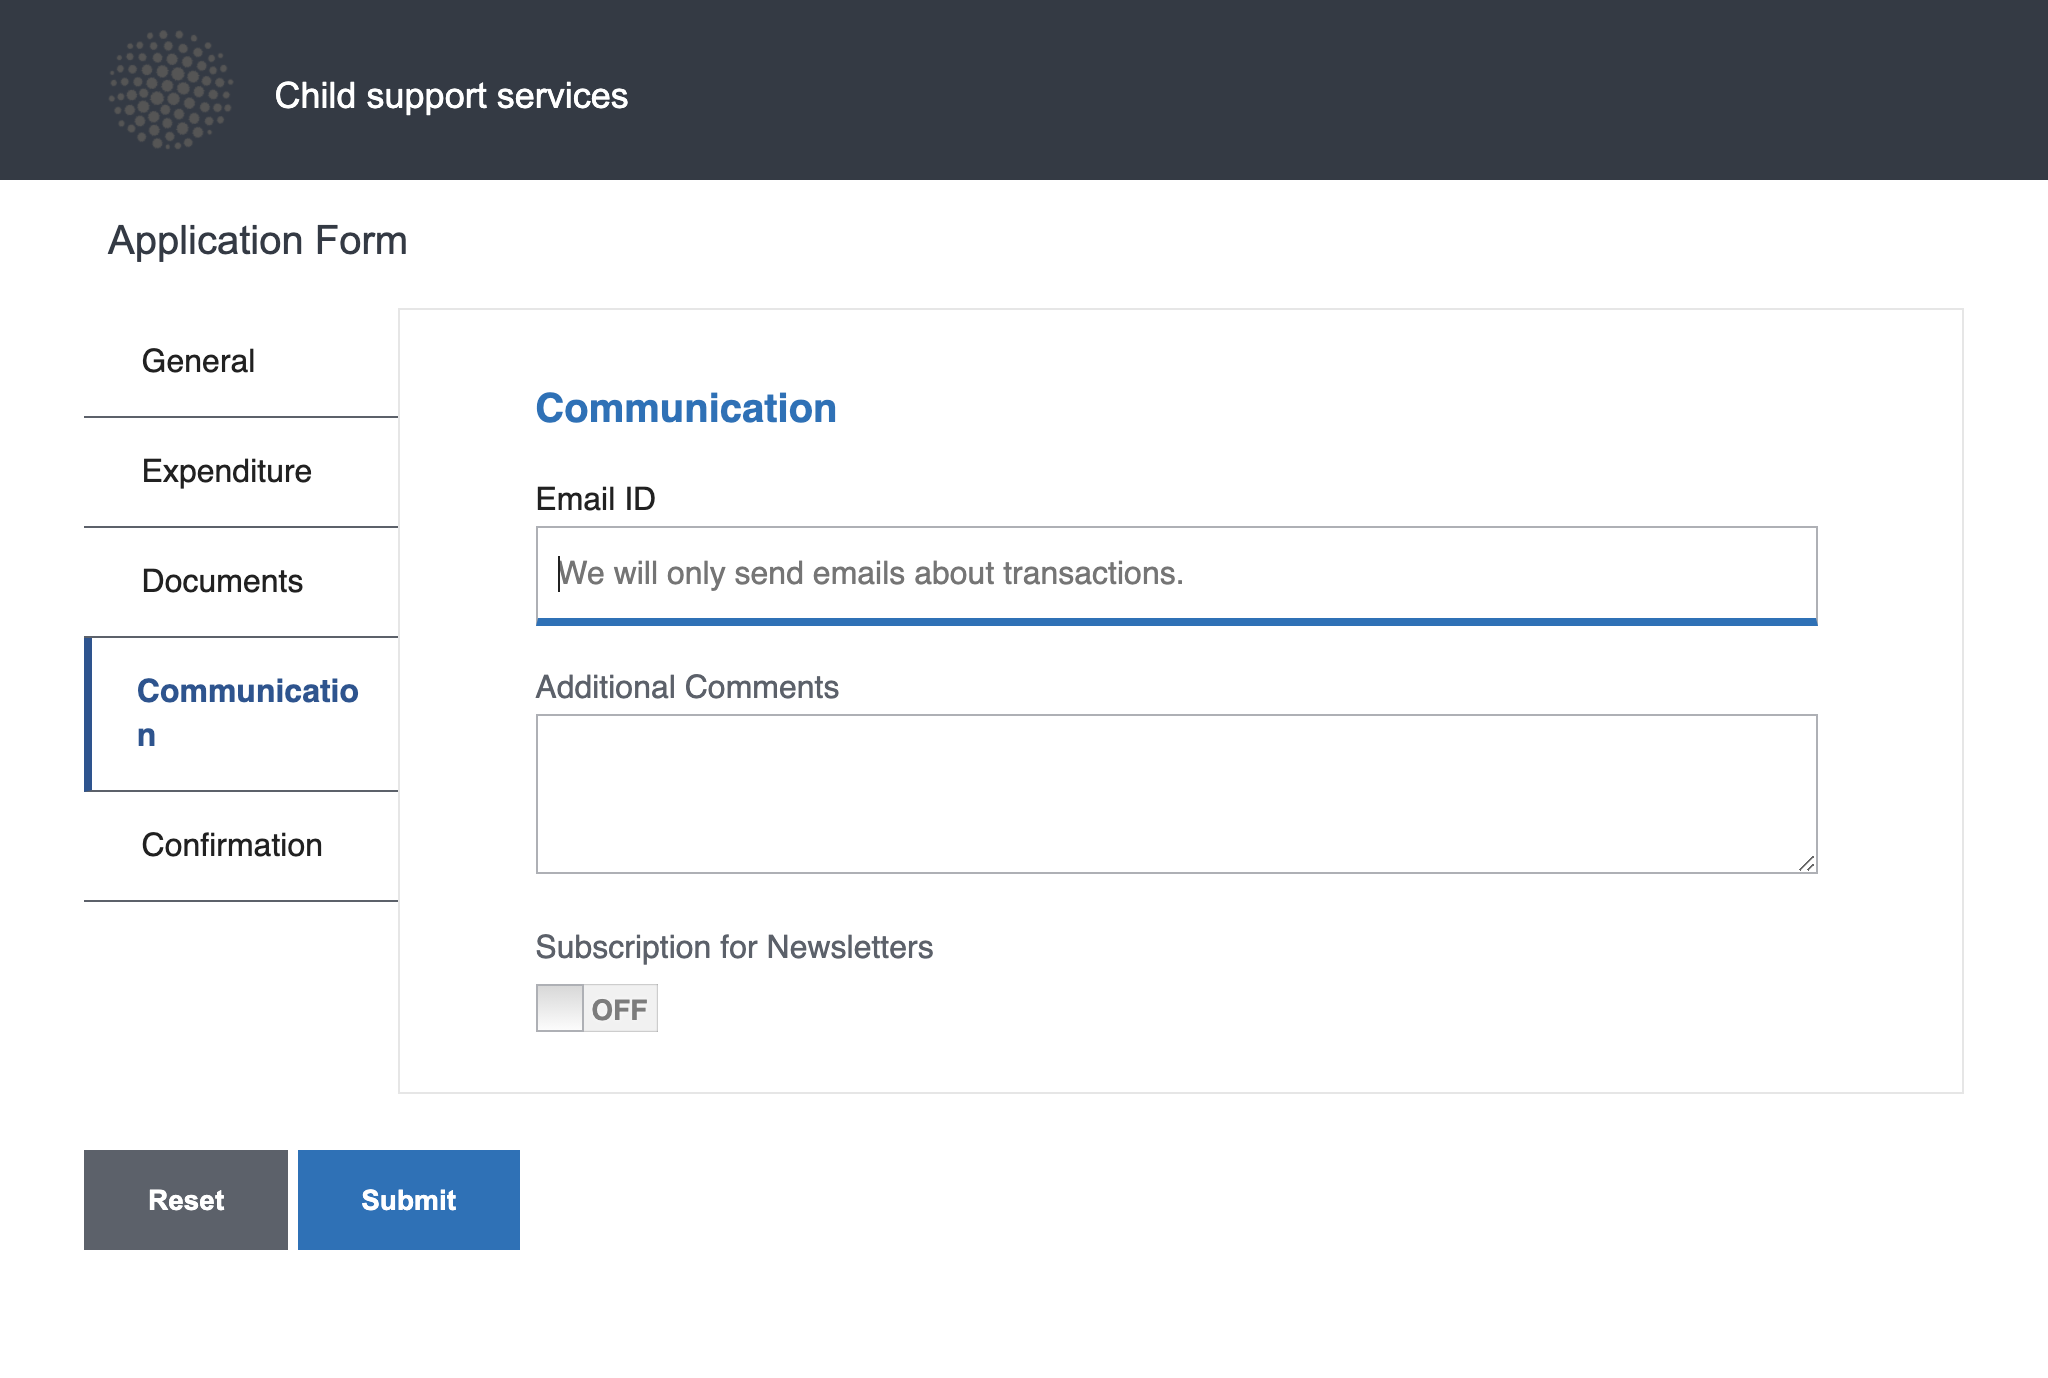 Child support services
Application Form
General
Expenditure
Documents
Communicatio
n
Confirmation
Communication
Email ID
We will only send emails about transactions.
Additional Comments
Subscription for Newsletters
OFF
Reset
Submit